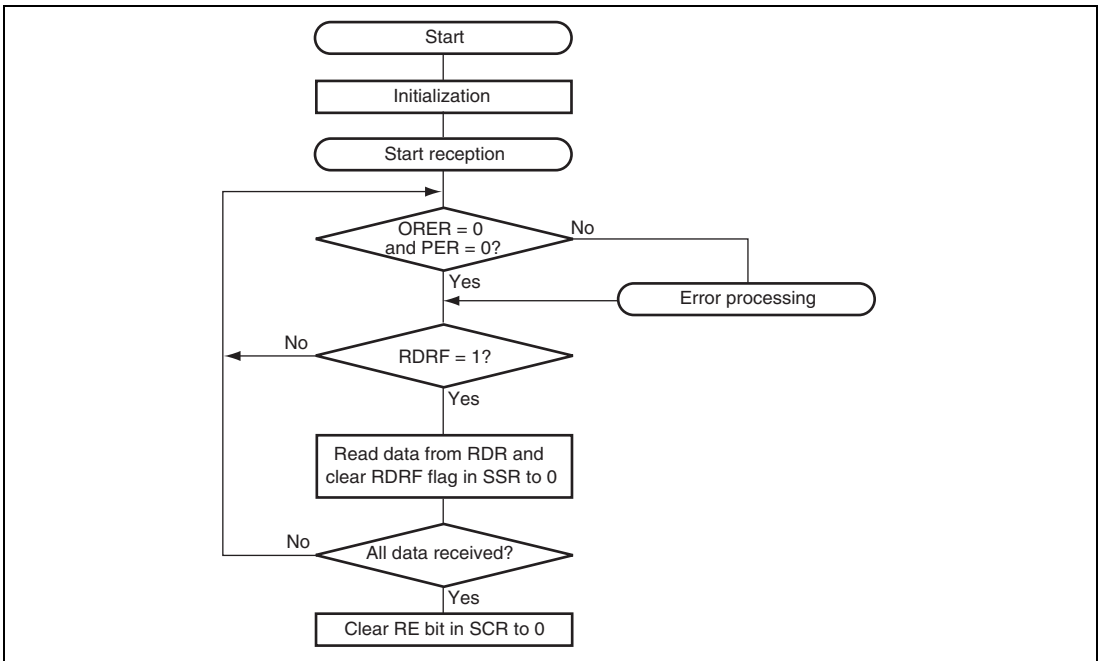 Start
Initialization
Start reception
ORER = 0
and PER = 0?
No
Yes
Error processing
No
RDRF = 1?
Yes
Read data from RDR and
clear RDRF flag in SSR to 0
No
All data received?
Yes
Clear RE bit in SCR to 0